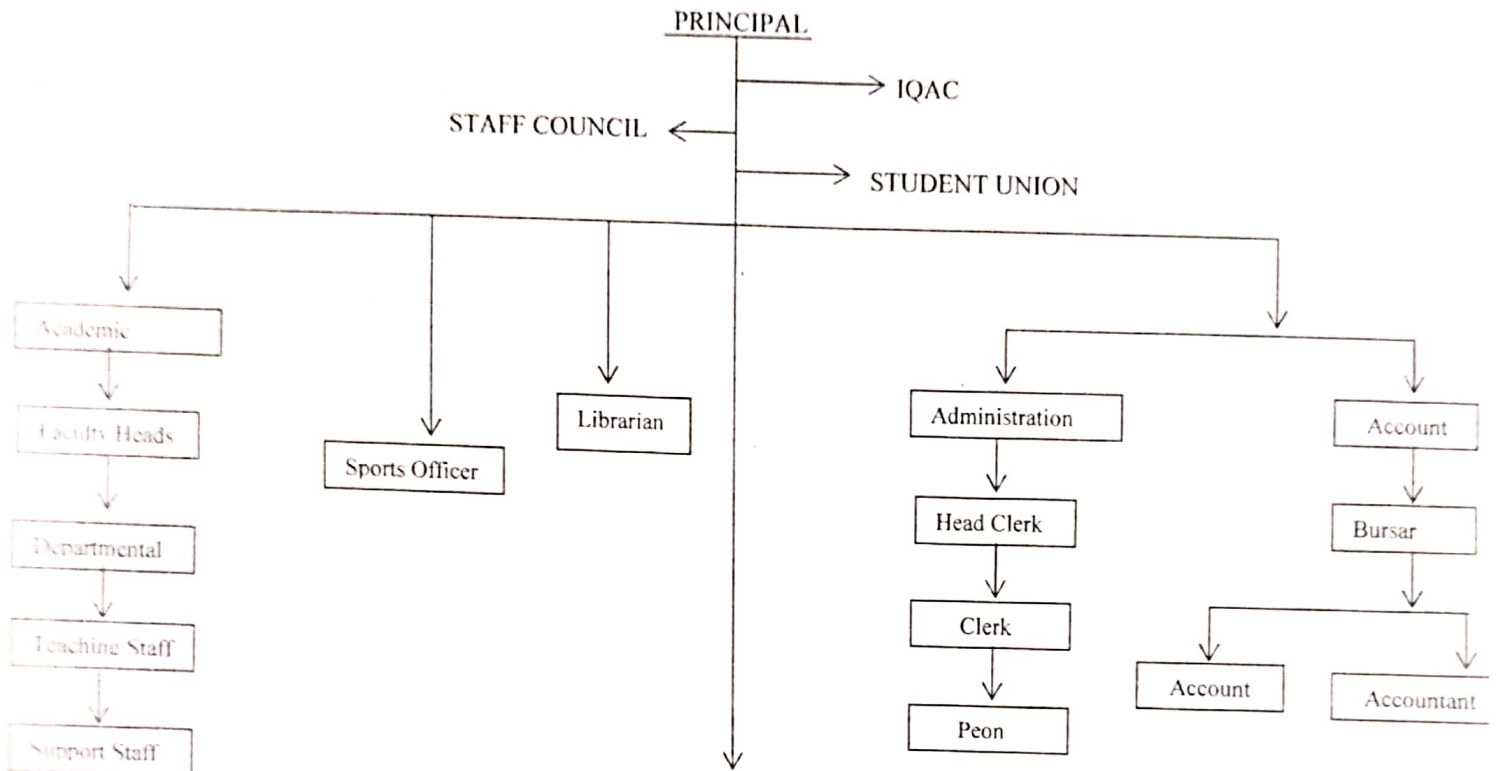 PRINCIPAL
IQAC
STAFF COUNCIL
STUDENT UNION
Academic
Faculty Heads
Departmental
Teaching Staff
Support Staff
Sports Officer
Librarian
Administration
Head Clerk
Clerk
Peon
Account
Bursar
Account
Accountant